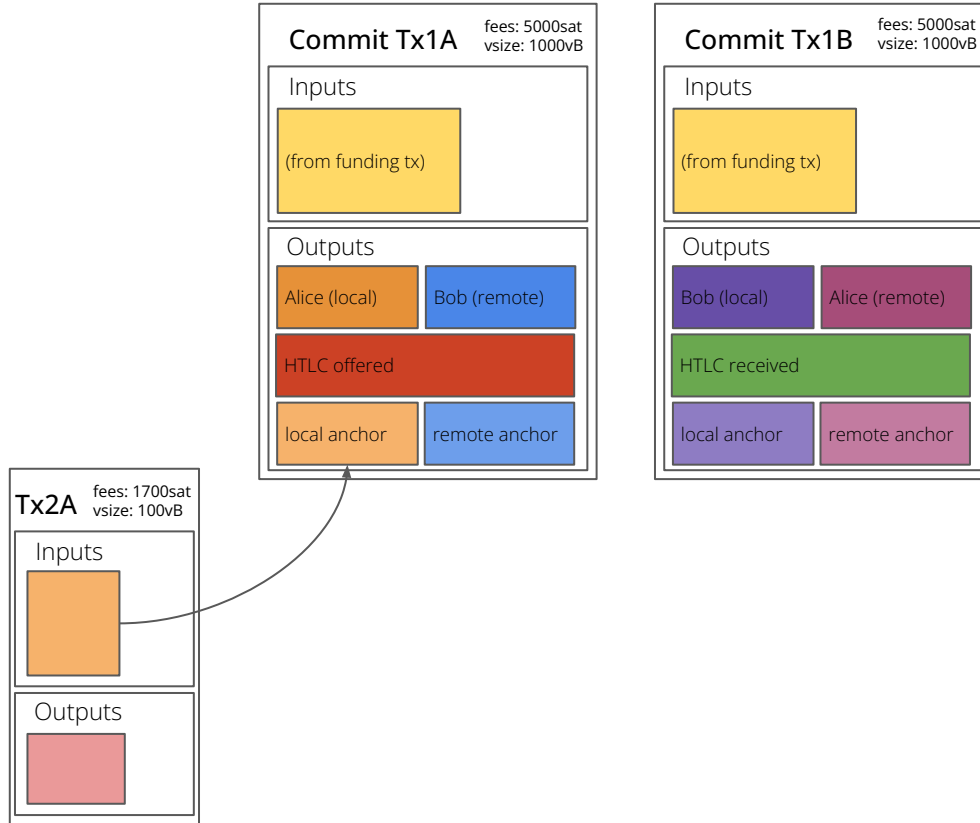 Commit Tx1A
fees: 5000sat
vsize: 1000vB
Inputs
(from funding tx)
Outputs
Alice (local)
Bob (remote)
HTLC offered
local anchor
remote anchor
Commit Tx1B
fees: 5000sat
vsize: 1000vB
Inputs
(from funding tx)
Outputs
Bob (local)
Alice (remote)
HTLC received
local anchor
remote anchor
Tx2A
fees: 1700sat
vsize: 100vB
Inputs
Outputs